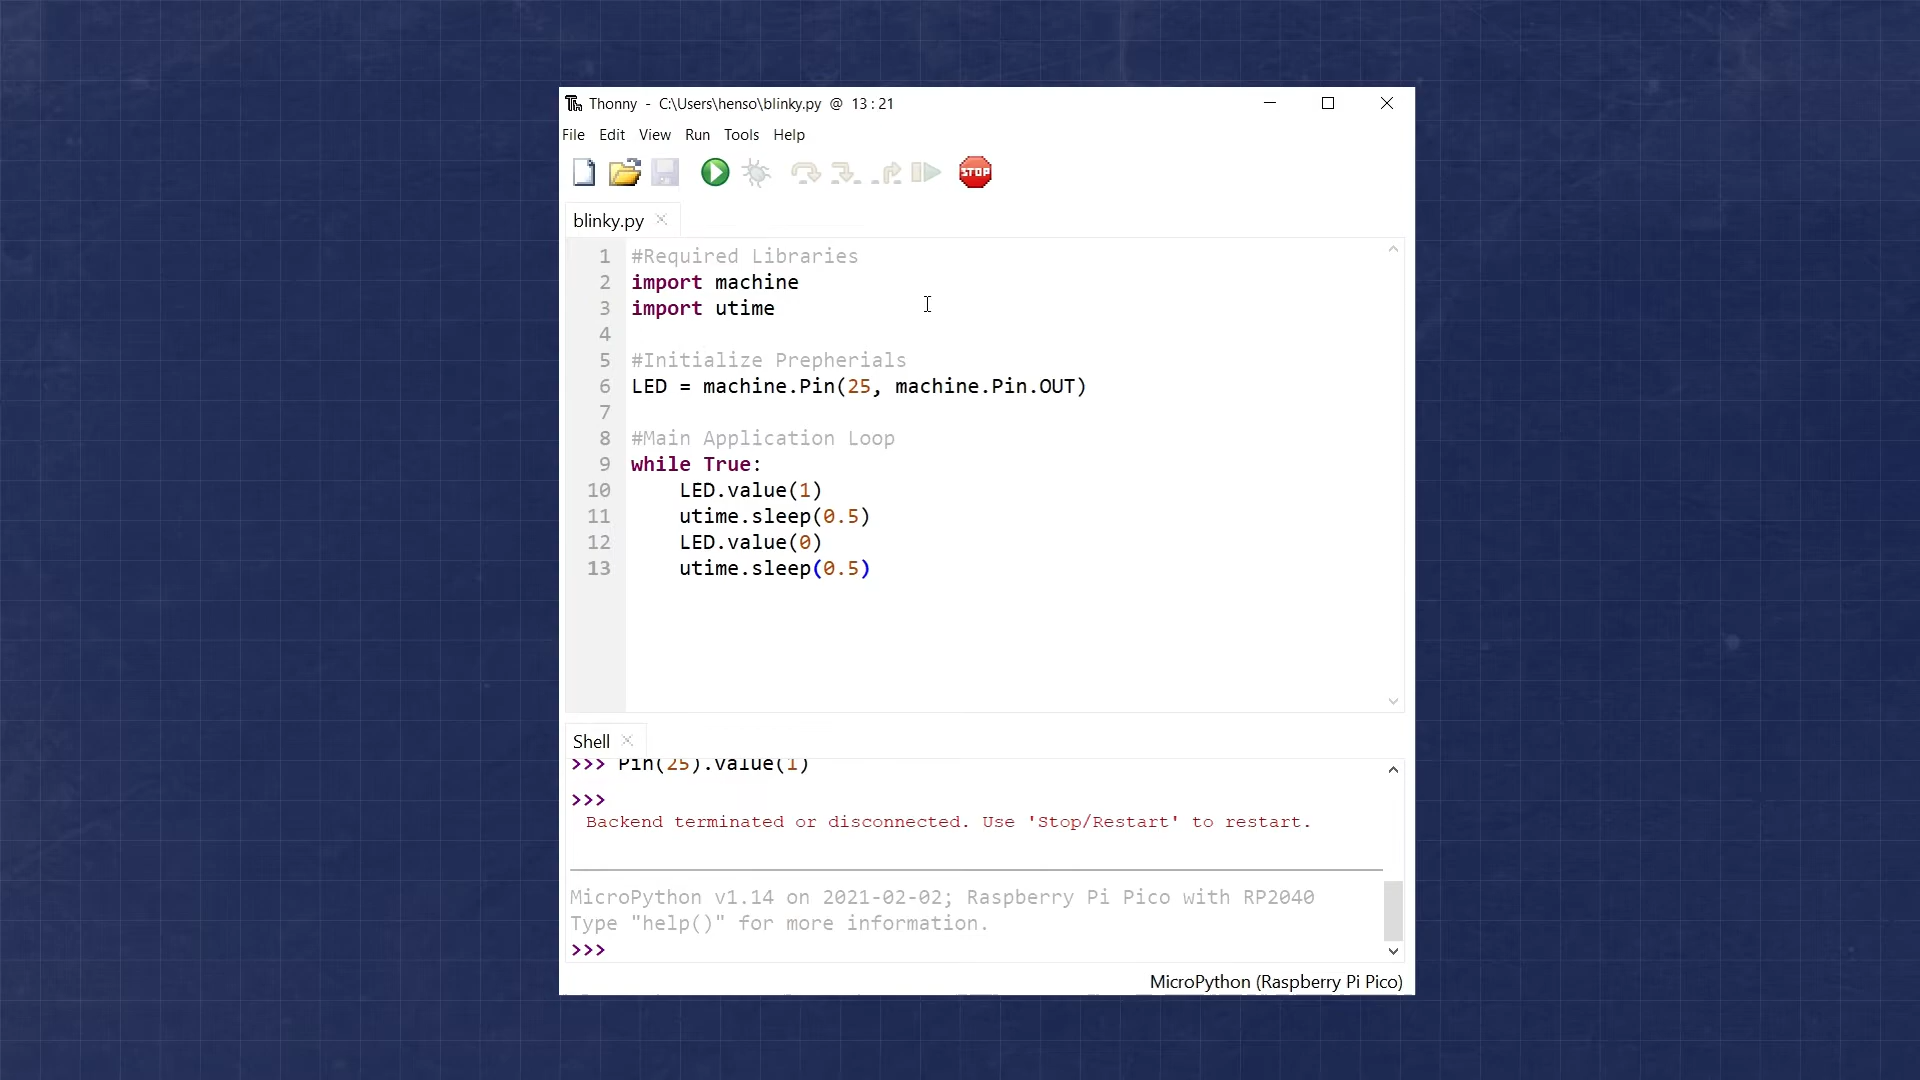 Thonny - C:\Users\henso\blinky.py @ 13:21
File Edit View Run Tools Help
STOP
blinky.py
1 #Required Libraries
2 import machine
3 import utime
4
5 #Initialize Prepherials
6 LED = machine.Pin(25, machine.Pin.OUT)
7
8 #Main Application Loop
9 while True:
10     LED.value(1)
11     utime.sleep(0.5)
12     LED.value(0)
13     utime.sleep(0.5)
Shell
>>> Pin(25).value(1)
>>>
Backend terminated or disconnected. Use 'Stop/Restart' to restart.
MicroPython v1.14 on 2021-02-02; Raspberry Pi Pico with RP2040
Type "help()" for more information.
>>>
MicroPython (Raspberry Pi Pico)